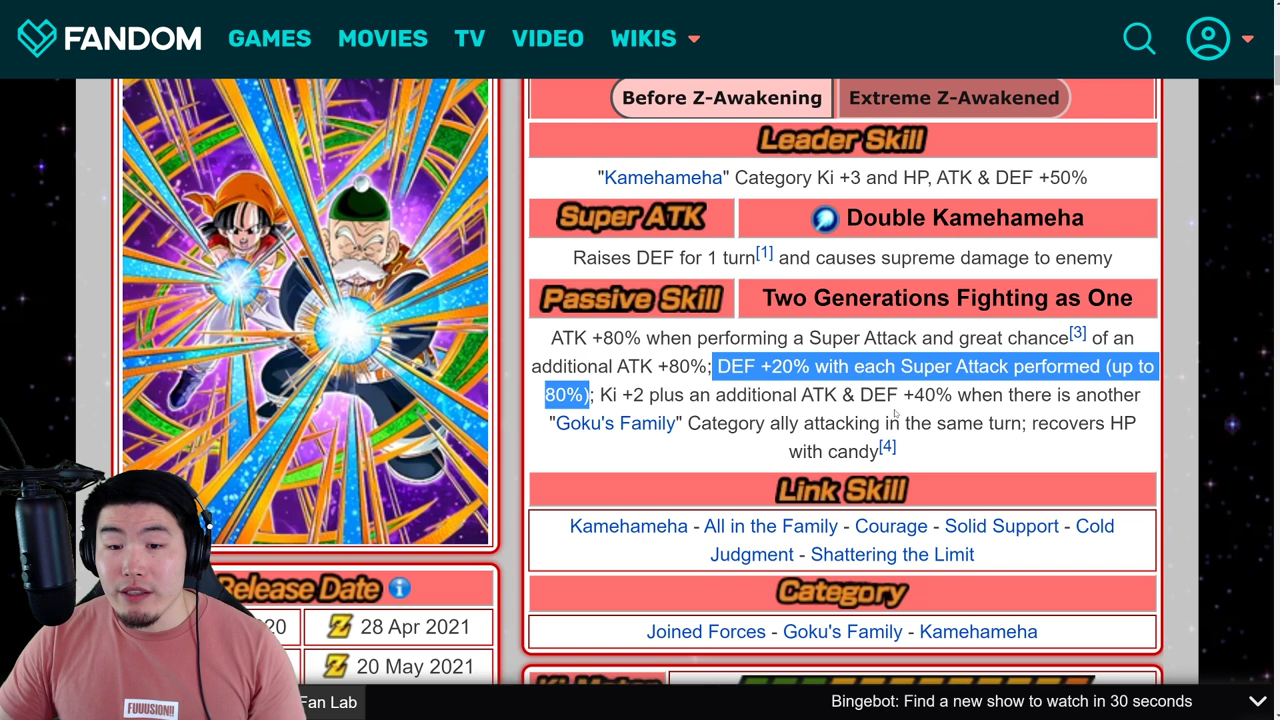 FANDOM GAMES MOVIES TV VIDEO WIKIS
Before Z-Awakening Extreme Z-Awakened
Leader Skill
"Kamehameha" Category Ki +3 and HP, ATK & DEF +50%
Super ATK Double Kamehameha
Raises DEF for 1 turn[1] and causes supreme damage to enemy
Passive Skill Two Generations Fighting as One
ATK +80% when performing a Super Attack and great chance[3] of an
additional ATK +80%; DEF +20% with each Super Attack performed (up to
80%); Ki +2 plus an additional ATK & DEF +40% when there is another
"Goku's Family" Category ally attacking in the same turn; recovers HP
with candy[4]
Link Skill
Kamehameha - All in the Family - Courage - Solid Support - Cold
Judgment - Shattering the Limit
Category
Joined Forces - Goku's Family - Kamehameha
Release Date
20 Z 28 Apr 2021
Z 20 May 2021
FUUUSION!!
Fan Lab
Bingebot: Find a new show to watch in 30 seconds